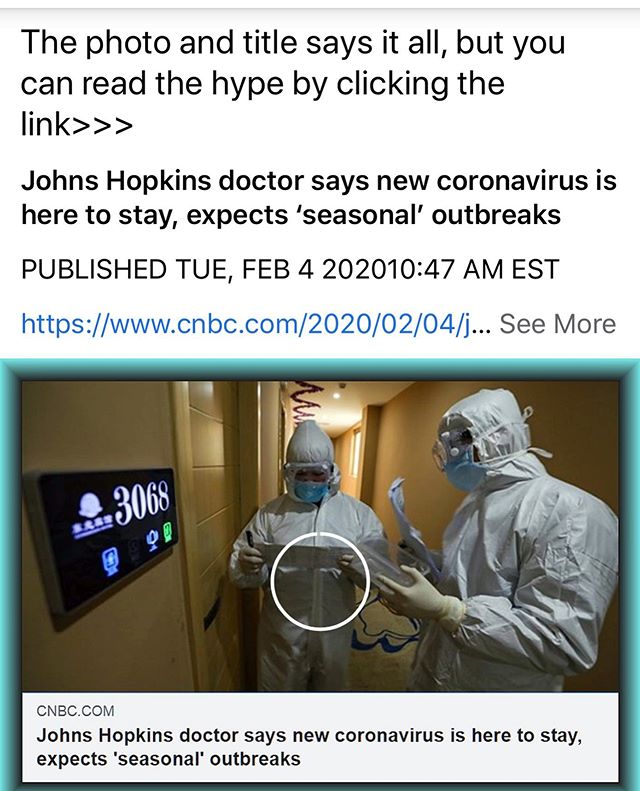 The photo and title says it all, but you
can read the hype by clicking the
link>>>
Johns Hopkins doctor says new coronavirus is
here to stay, expects ‘seasonal’ outbreaks
PUBLISHED TUE, FEB 4 202010:47 AM EST
https://www.cnbc.com/2020/02/04/j... See More
3068
CNBC.COM
Johns Hopkins doctor says new coronavirus is here to stay,
expects 'seasonal' outbreaks